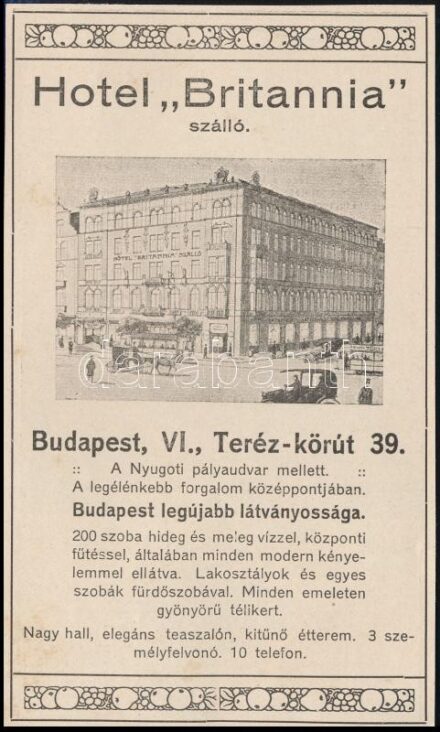 Hotel „Britannia”
szálló.
HOTEL "BRITANNIA" SZÁLLÓ
darabanth
Budapest, VI., Teréz-körút 39.
:: A Nyugoti pályaudvar mellett. ::
A legélénkebb forgalom középpontjában.
Budapest legújabb látványossága.
200 szoba hideg és meleg vízzel, központi
fűtéssel, általában minden modern kénye-
lemmel ellátva. Lakosztályok és egyes
szobák fürdőszobával. Minden emeleten
gyönyörű télikert.
Nagy hall, elegáns teaszalón, kitűnő étterem. 3 sze-
mélyfelvonó. 10 telefon.